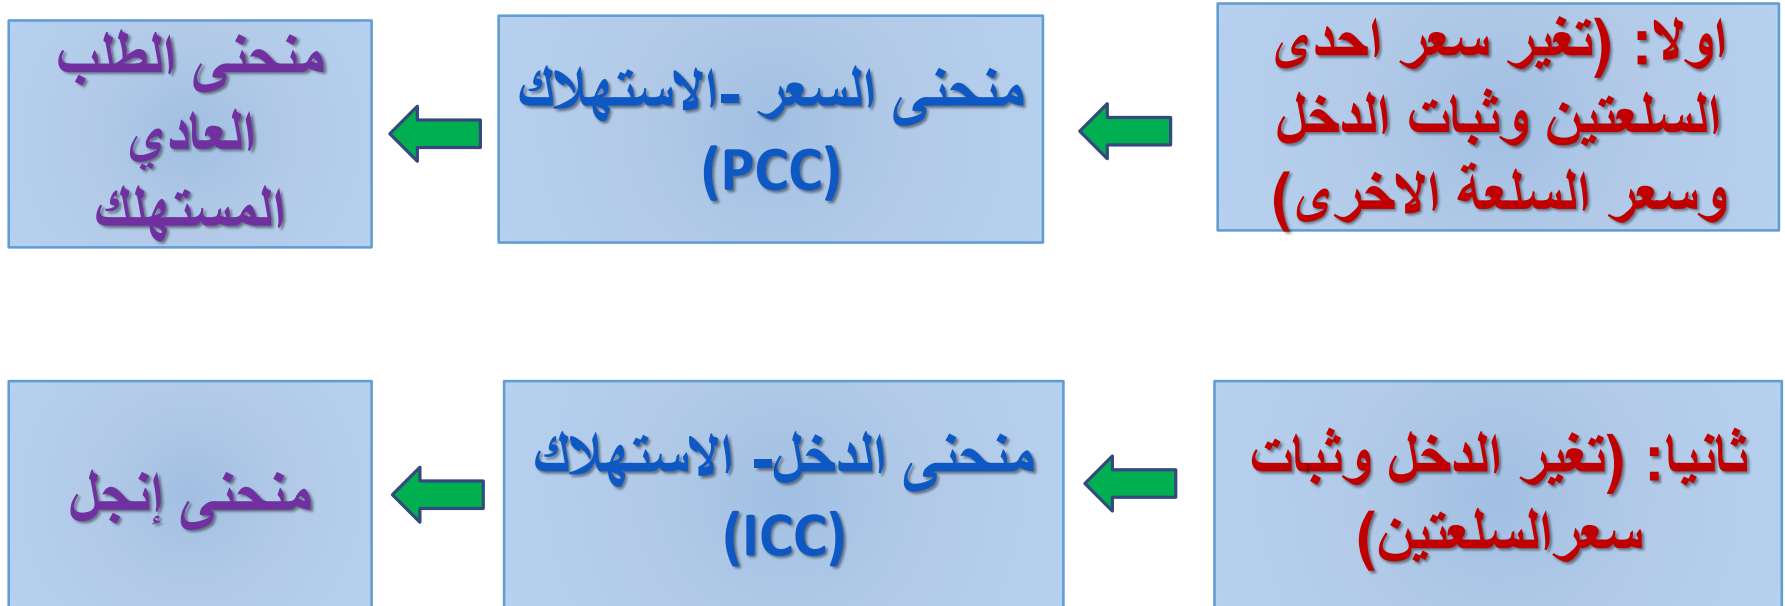 اولا: (تغير سعر احدى
السلعتين وثبات الدخل
وسعر السلعة الاخرى)
منحنى السعر -الاستهلاك
(PCC)
منحنى الطلب
العادي
المستهلك
ثانيا: (تغير الدخل وثبات
سعرالسلعتين)
منحنى الدخل- الاستهلاك
(ICC)
منحنى إنجل